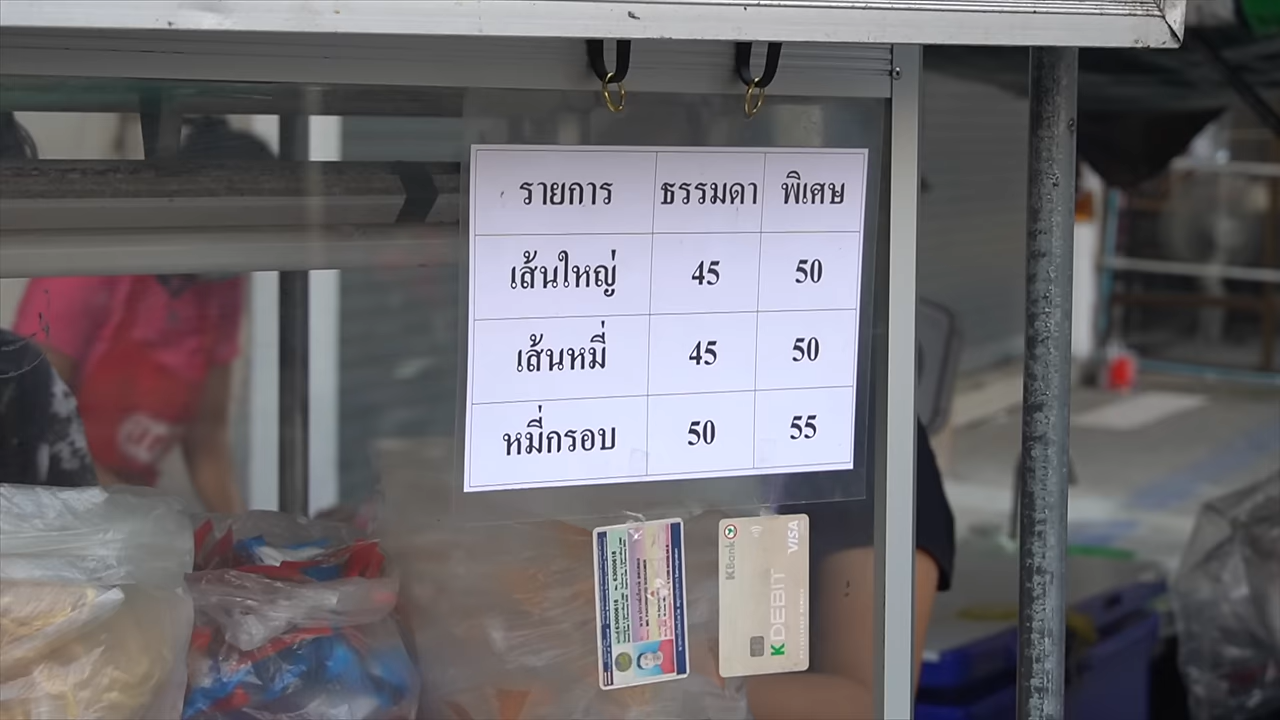 รายการ ธรรมดา พิเศษ
เส้นใหญ่ 45 50
เส้นหมี่ 45 50
หมี่กรอบ 50 55
KBank
VISA
K DEBIT